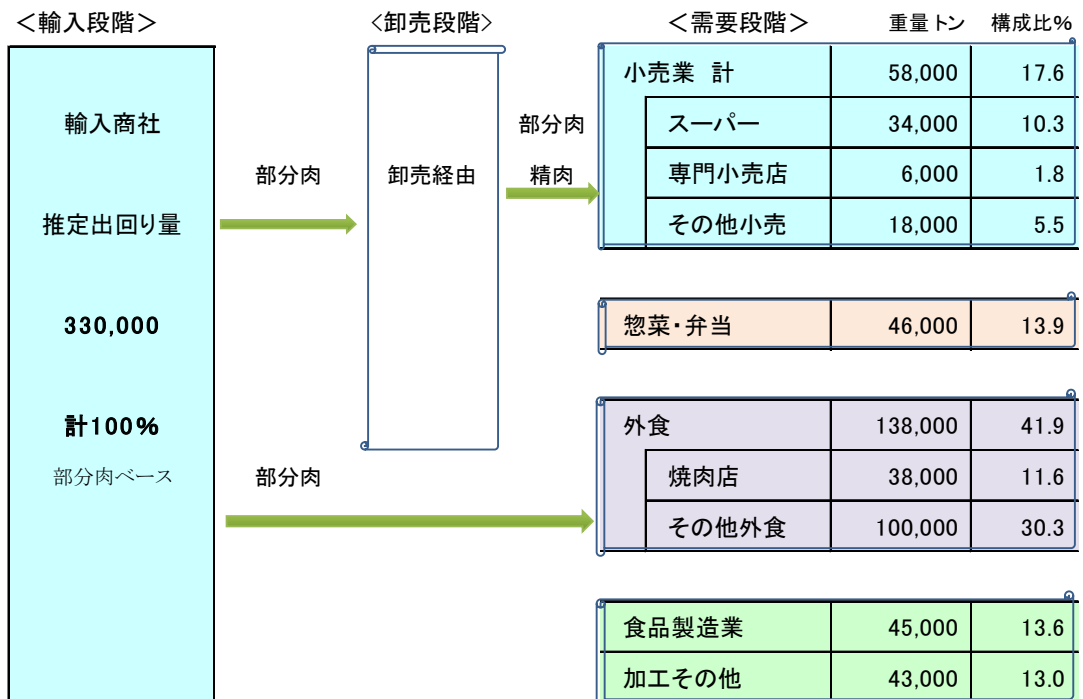 ＜輸入段階＞ ＜卸売段階＞ ＜需要段階＞ 重量トン 構成比%
輸入商社
推定出回り量
330,000
計100%
部分肉ベース
部分肉
部分肉
卸売経由
部分肉
精肉
小売業 計 58,000 17.6
スーパー 34,000 10.3
専門小売店 6,000 1.8
その他小売 18,000 5.5
惣菜・弁当 46,000 13.9
外食 138,000 41.9
焼肉店 38,000 11.6
その他外食 100,000 30.3
食品製造業 45,000 13.6
加工その他 43,000 13.0